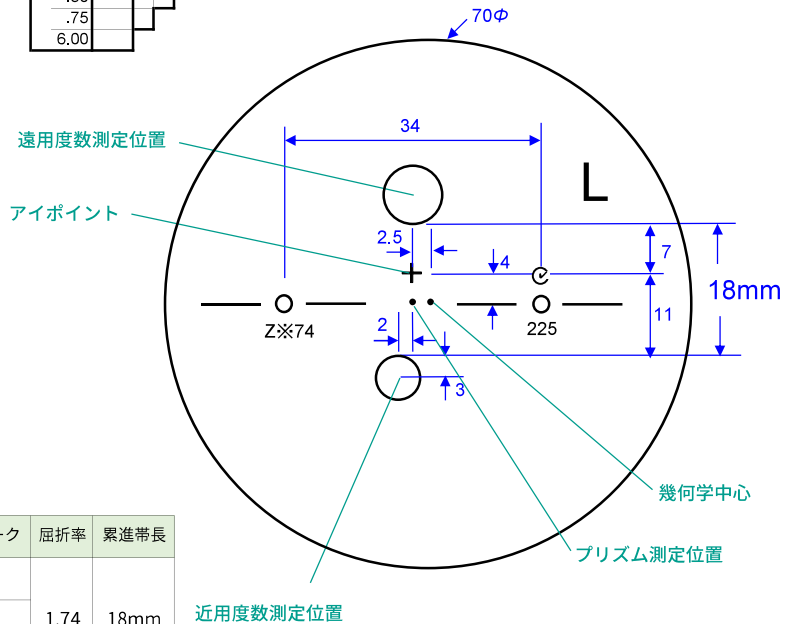 .75
6.00
70Φ
34
遠用度数測定位置
L
アイポイント
2.5
4
7
18mm
11
Z※74
225
2
3
幾何学中心
プリズム測定位置
近用度数測定位置
屈折率
累進帯長
1.74
18mm